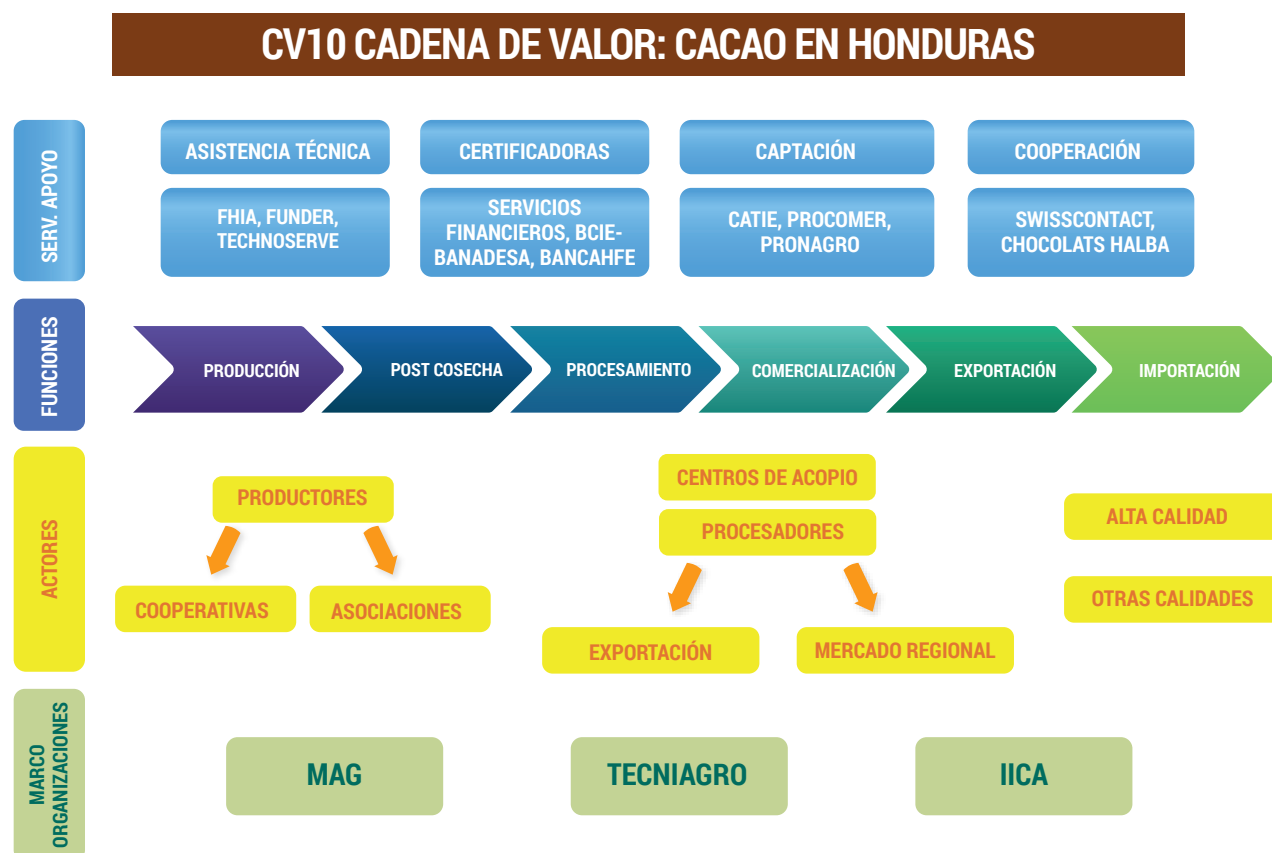 CV10 CADENA DE VALOR: CACAO EN HONDURAS
SERV. APOYO
ASISTENCIA TÉCNICA
CERTIFICADORAS
CAPTACIÓN
COOPERACIÓN
FHIA, FUNDER,
TECHNOSERVE
SERVICIOS
FINANCIEROS, BCIE-
BANADESA, BANCAHFE
CATIE, PROCOMER,
PRONAGRO
SWISSCONTACT,
CHOCOLATS HALBA
FUNCIONES
PRODUCCIÓN
POST COSECHA
PROCESAMIENTO
COMERCIALIZACIÓN
EXPORTACIÓN
IMPORTACIÓN
ACTORES
PRODUCTORES
COOPERATIVAS
ASOCIACIONES
CENTROS DE ACOPIO
PROCESADORES
EXPORTACIÓN
MERCADO REGIONAL
ALTA CALIDAD
OTRAS CALIDADES
MARCO
ORGANIZACIONES
MAG
TECNIAGRO
IICA